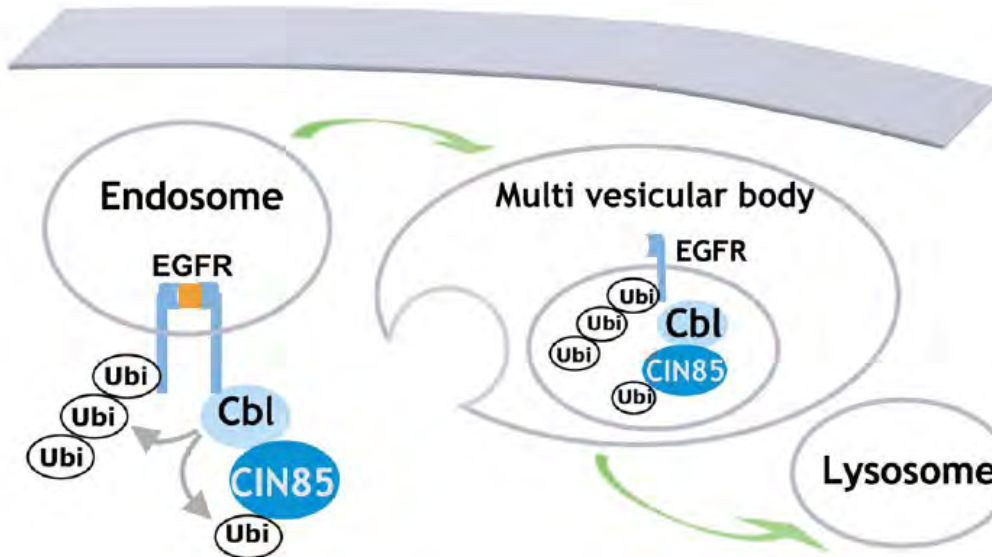 Endosome
EGFR
Ubi
Ubi
Ubi
Cbl
CIN85
Ubi
Multi vesicular body
EGFR
Ubi
Ubi
Ubi
Cbl
CIN85
Ubi
Lysosome